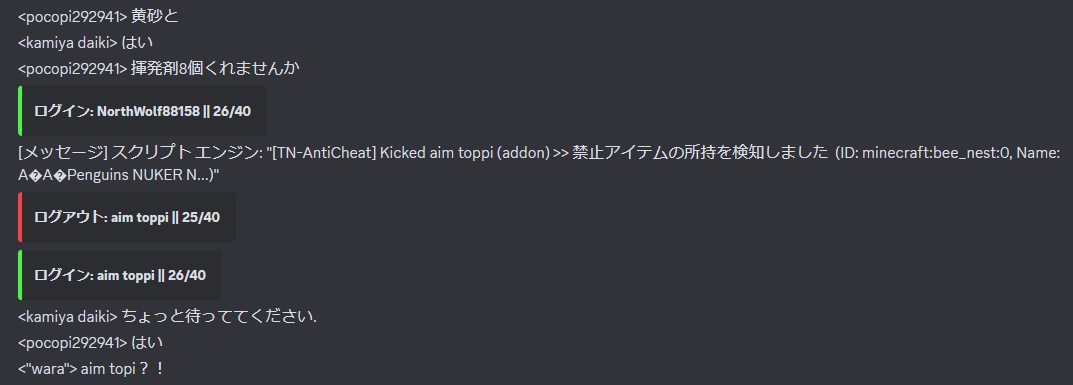 <pocopi292941> 黄砂と
<kamiya daiki> はい
<pocopi292941> 揮発剤8個くれませんか
ログイン: NorthWolf88158 || 26/40
[メッセージ] スクリプト エンジン: "[TN-AntiCheat] Kicked aim toppi (addon) >> 禁止アイテムの所持を検知しました (ID: minecraft:bee_nest:0, Name:
A�A�Penguins NUKER N...)"
ログアウト: aim toppi || 25/40
ログイン: aim toppi || 26/40
<kamiya daiki> ちょっと待っててください.
<pocopi292941> はい
<"wara"> aim topi？！